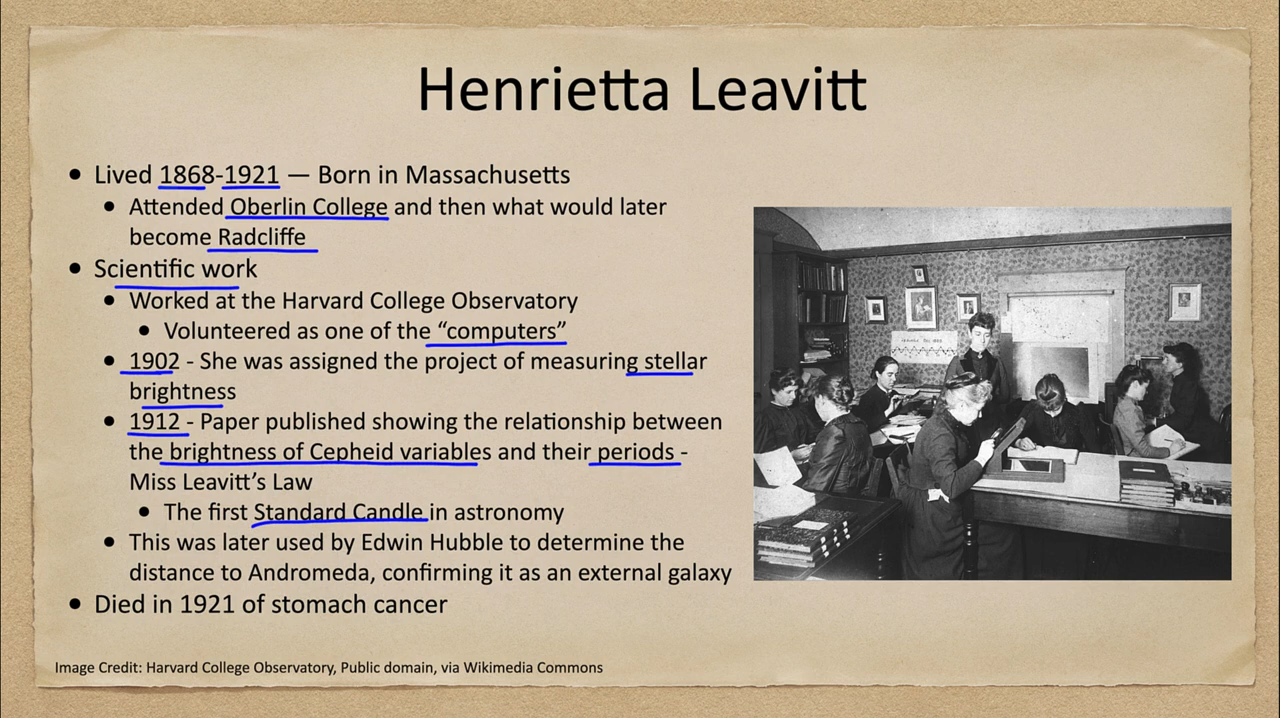 Henrietta Leavitt
• Lived 1868-1921 — Born in Massachusetts
• Attended Oberlin College and then what would later
become Radcliffe
• Scientific work
• Worked at the Harvard College Observatory
• Volunteered as one of the “computers”
• 1902 - She was assigned the project of measuring stellar
brightness
• 1912 - Paper published showing the relationship between
the brightness of Cepheid variables and their periods -
Miss Leavitt’s Law
• The first Standard Candle in astronomy
• This was later used by Edwin Hubble to determine the
distance to Andromeda, confirming it as an external galaxy
• Died in 1921 of stomach cancer
Image Credit: Harvard College Observatory, Public domain, via Wikimedia Commons